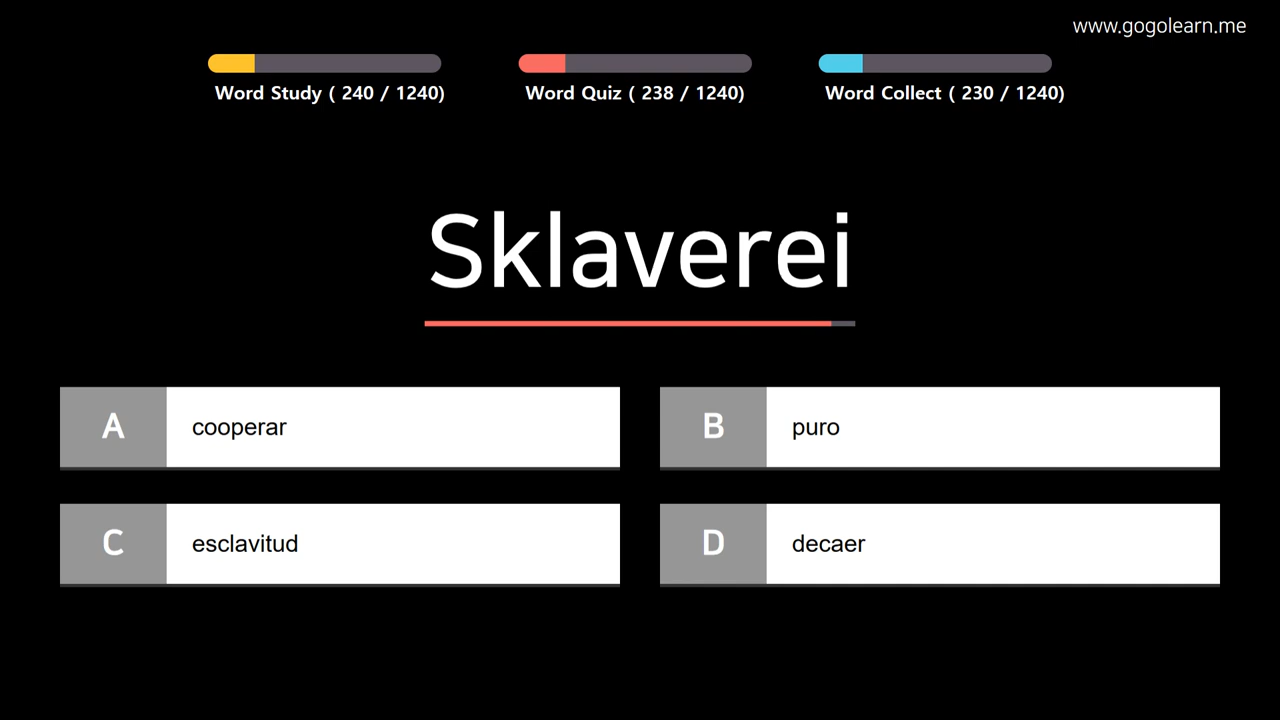 www.gogolearn.me
Word Study ( 240 / 1240)
Word Quiz ( 238 / 1240)
Word Collect ( 230 / 1240)
Sklaverei
A cooperar
B puro
C esclavitud
D decaer